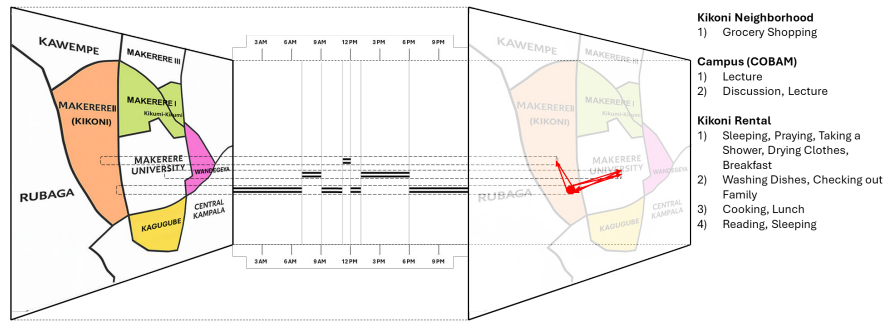 KAWEMPE
MAKERERE III
MAKEREREII
(KIKONI)
MAKERERE I
Kikumi-Kikumi
MAKERERE
UNIVERSITY
WANDEGEYA
RUBAGA
CENTRAL
KAMPALA
KAGUGUBE
3 AM 6 AM 9 AM 12 PM 3 PM 6 PM 9 PM
3 AM 6 AM 9 AM 12 PM 3 PM 6 PM 9 PM
KAWEMPE
MAKERERE III
MAKEREREII
(KIKONI)
MAKERERE I
Kikumi-Kikumi
MAKERERE
UNIVERSITY
WANDEGEYA
RUBAGA
CENTRAL
KAMPALA
KAGUGUBE
Kikoni Neighborhood
1) Grocery Shopping
Campus (COBAM)
1) Lecture
2) Discussion, Lecture
Kikoni Rental
1) Sleeping, Praying, Taking a
Shower, Drying Clothes,
Breakfast
2) Washing Dishes, Checking out
Family
3) Cooking, Lunch
4) Reading, Sleeping